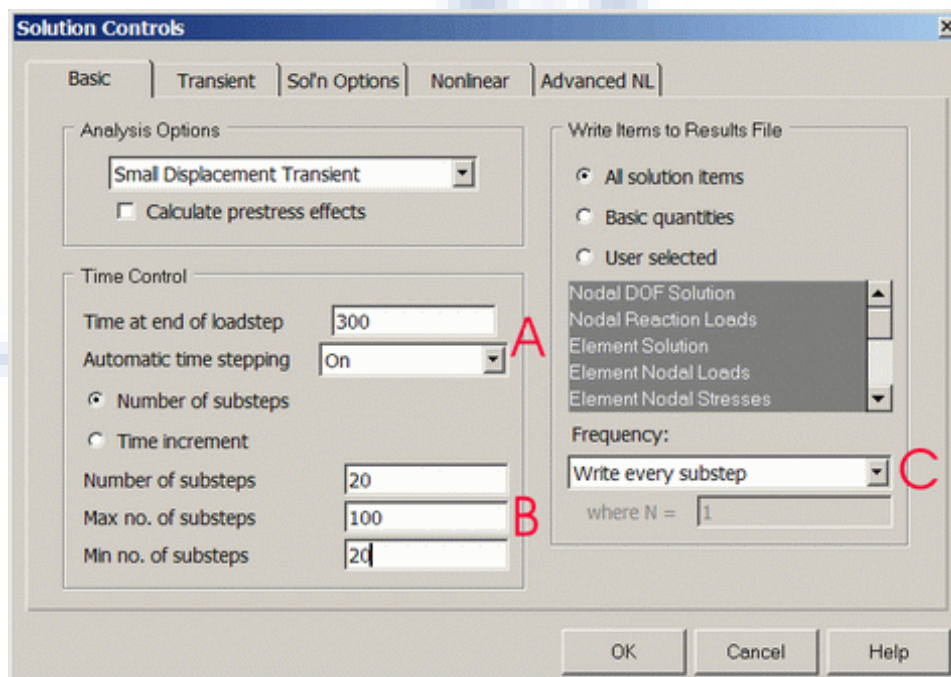 Solution Controls
Basic
Transient
Sol'n Options
Nonlinear
Advanced NL
Analysis Options
Small Displacement Transient
Calculate prestress effects
Time Control
Time at end of loadstep 300
A
Automatic time stepping On
Number of substeps
Time increment
Number of substeps 20
Max no. of substeps 100
B
Min no. of substeps 20
Write Items to Results File
All solution items
Basic quantities
User selected
Nodal DOF Solution
Nodal Reaction Loads
Element Solution
Element Nodal Loads
Element Nodal Stresses
Frequency:
Write every substep
C
where N = 1
OK
Cancel
Help